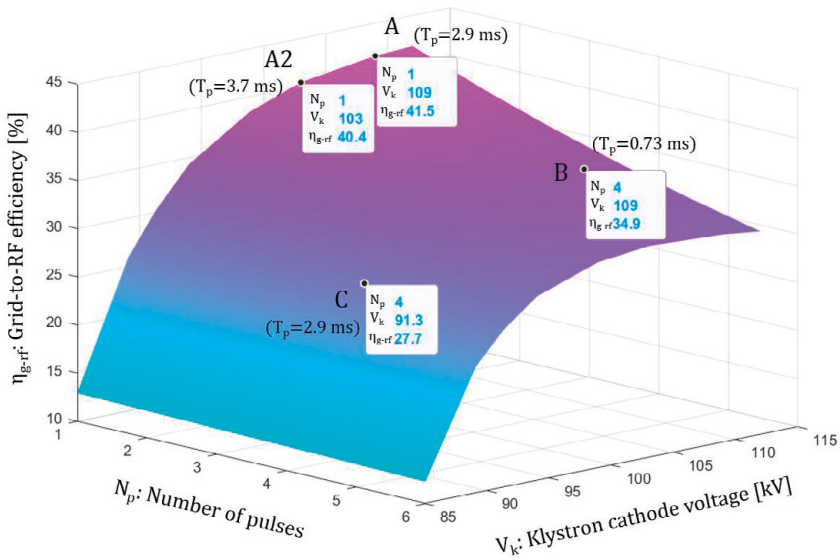 A
(Tp=2.9 ms)
A2
(Tp=3.7 ms)
Np 1
Vk 109
ηg-rf 41.5
Np 1
Vk 103
ηg-rf 40.4
(Tp=0.73 ms)
B
Np 4
Vk 109
ηg-rf 34.9
C
(Tp=2.9 ms)
Np 4
Vk 91.3
ηg-rf 27.7
ηg-rf: Grid-to-RF efficiency [%]
45
40
35
30
25
20
15
10
1
2
3
4
5
6
Np: Number of pulses
85
90
95
100
105
110
115
Vk: Klystron cathode voltage [kV]